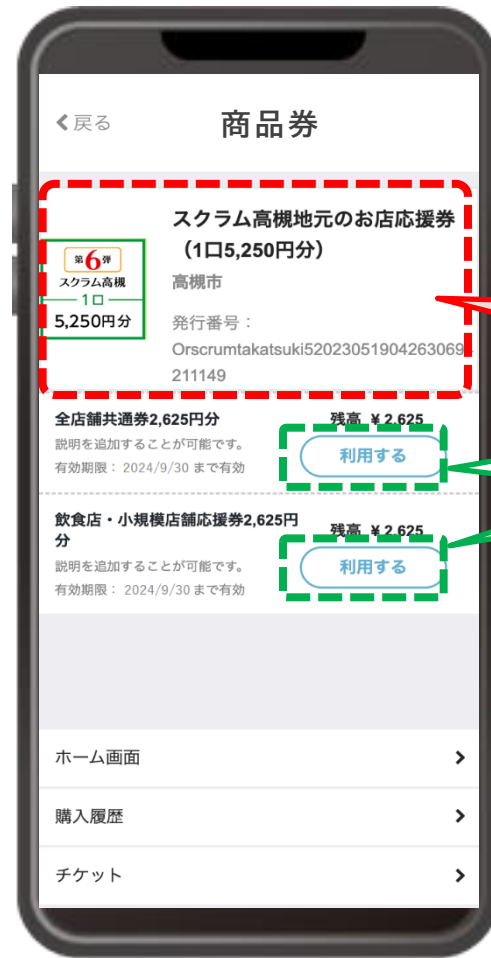 戻る
商品券
スクラム高槻地元のお店応援券
（1口5,250円分）
高槻市
発行番号：
Orscrumtakatsuki520230519042630694
211149
第6弾
スクラム高槻
1口
5,250円分
全店舗共通券2,625円分
残高 ¥ 2,625
説明を追加することが可能です。
有効期限： 2024/9/30 まで有効
利用する
飲食店・小規模店舗応援券2,625円
分
残高 ¥ 2,625
説明を追加することが可能です。
有効期限： 2024/9/30 まで有効
利用する
ホーム画面
購入履歴
チケット